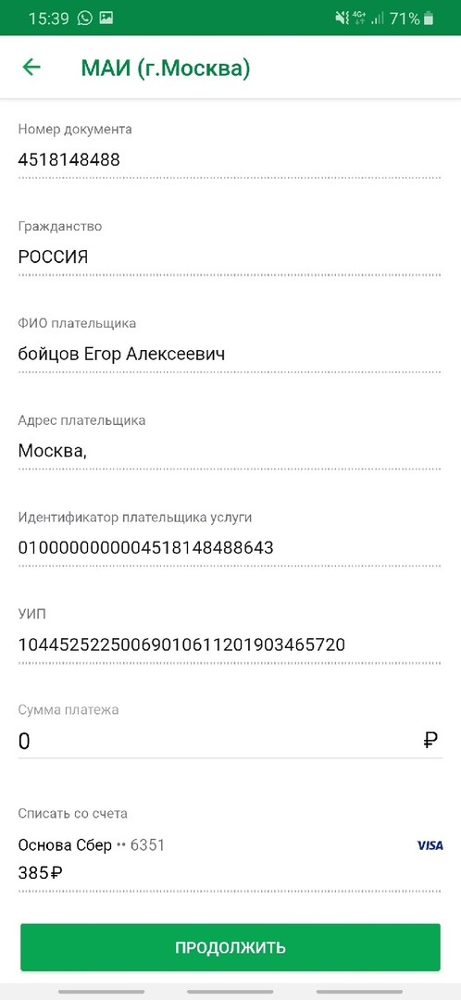 15:39 4G+ 71%
МАИ (г.Москва)
Номер документа
4518148488
Гражданство
РОССИЯ
ФИО плательщика
бойцов Егор Алексеевич
Адрес плательщика
Москва,
Идентификатор плательщика услуги
0100000000004518148488643
УИП
10445252250069010611201903465720
Сумма платежа
0 ₽
Списать со счета
Основа Сбер •• 6351 VISA
385 ₽
ПРОДОЛЖИТЬ